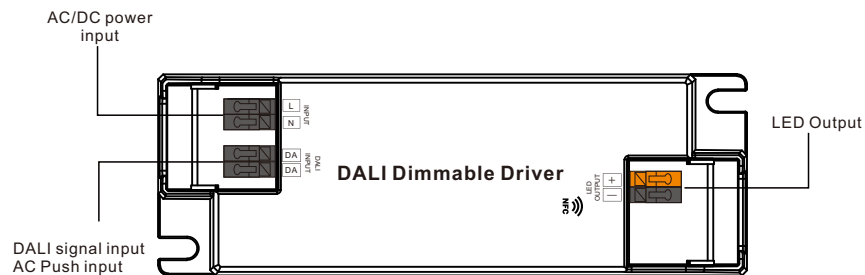 AC/DC power
input
L
N
INPUT
DA
DA
DALI
INPUT
DALI Dimmable Driver
NFC
LED
OUTPUT
+
—
LED Output
DALI signal input
AC Push input